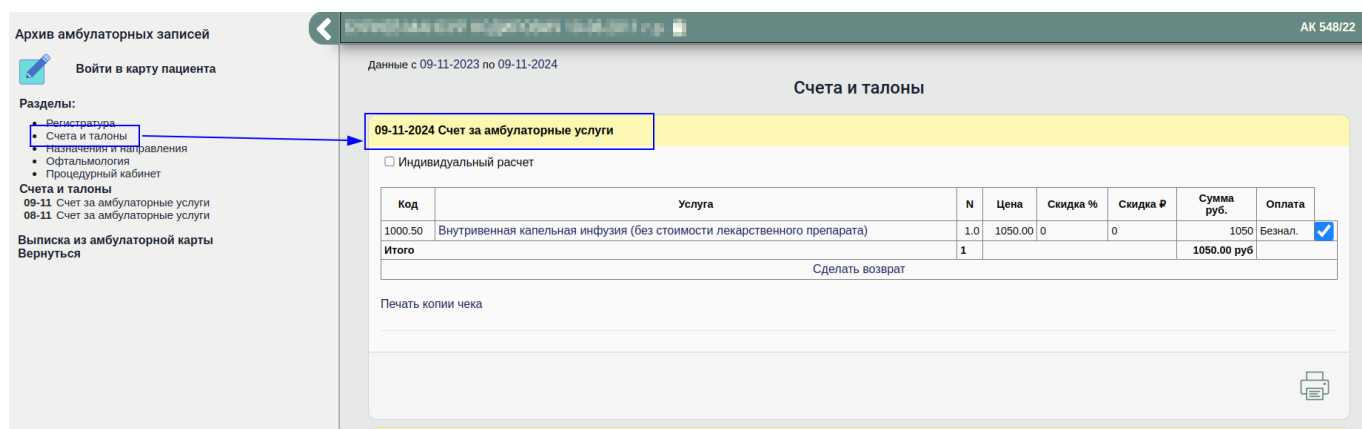 Архив амбулаторных записей
Войти в карту пациента
Разделы:
Регистратура
Счета и талоны
Назначения и направления
Офтальмология
Процедурный кабинет
Счета и талоны
09-11 Счет за амбулаторные услуги
08-11 Счет за амбулаторные услуги
Выписка из амбулаторной карты
Вернуться
АК 548/22
Данные с 09-11-2023 по 09-11-2024
Счета и талоны
09-11-2024 Счет за амбулаторные услуги
Индивидуальный расчет
Код Услуга N Цена Скидка % Скидка ₽ Сумма руб. Оплата
1000.50 Внутривенная капельная инфузия (без стоимости лекарственного препарата) 1.0 1050.00 0 0 1050 Безнал.
Итого 1 1050.00 руб
Сделать возврат
Печать копии чека